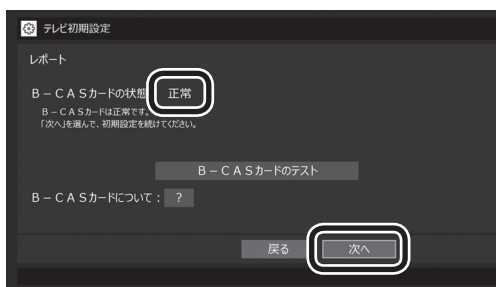 テレビ初期設定
レポート
B－CASカードの状態 正常
B－CASカードは正常です。
「次へ」を選んで、初期設定を続けてください。
B－CASカードのテスト
B－CASカードについて： ?
戻る 次へ